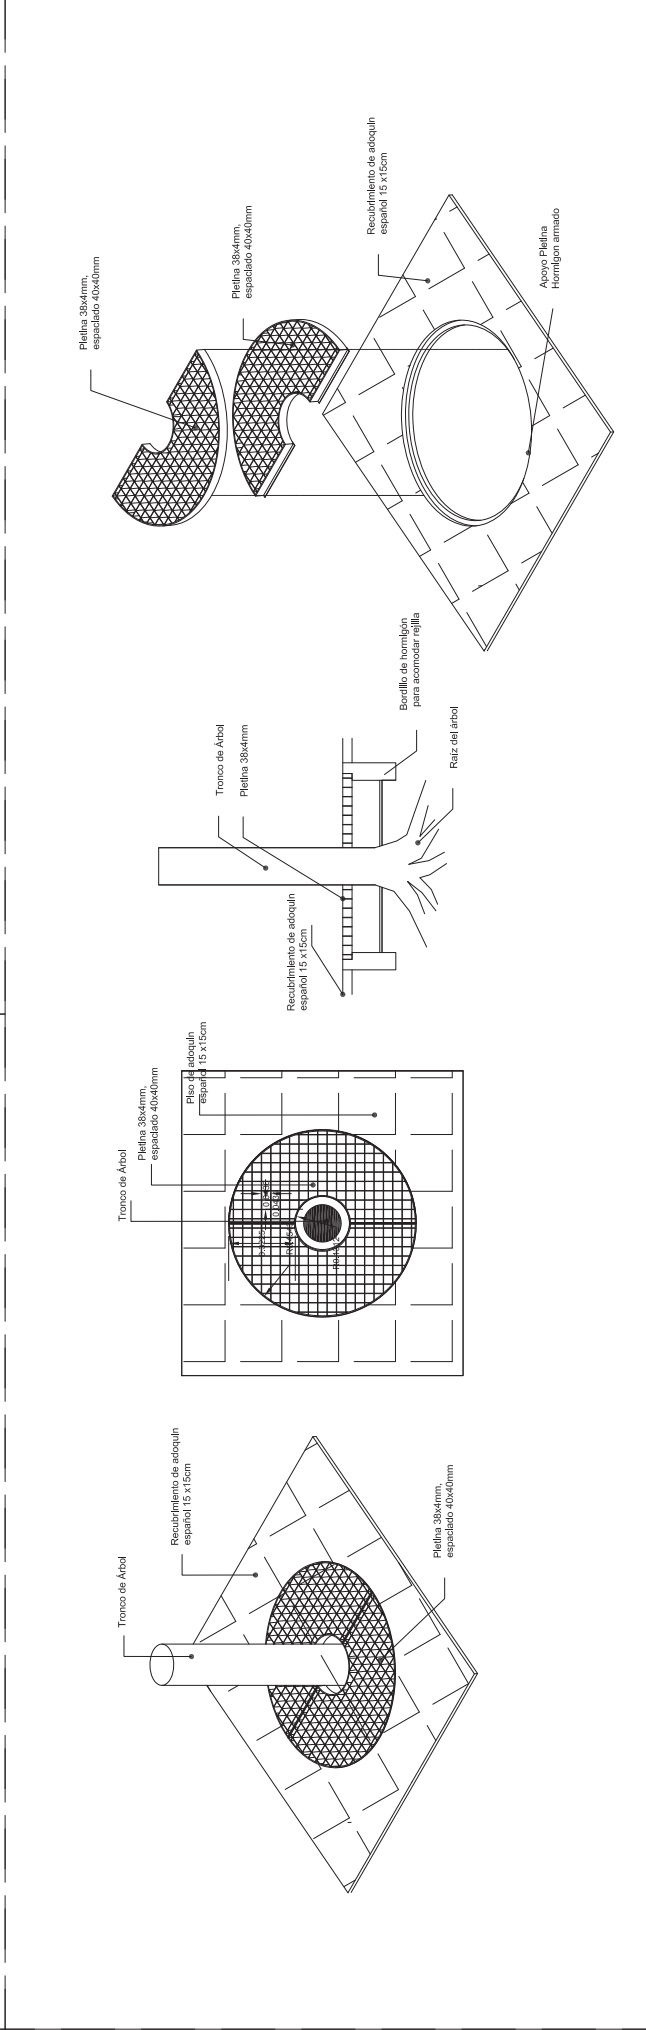 Tronco de Árbol
Recubrimiento de adoquín
español 15 x15cm
Pletina 38x4mm,
espaciado 40x40mm
Tronco de Árbol
Pletina 38x4mm,
espaciado 40x40mm
Piso de adoquín
español 15 x15cm
Recubrimiento de adoquín
español 15 x15cm
Tronco de Árbol
Pletina 38x4mm
Bordillo de hormigón
para acomodar rejilla
Raíz del árbol
Pletina 38x4mm,
espaciado 40x40mm
Pletina 38x4mm,
espaciado 40x40mm
Recubrimiento de adoquín
español 15 x15cm
Apoyo Pletina
Hormigon armado